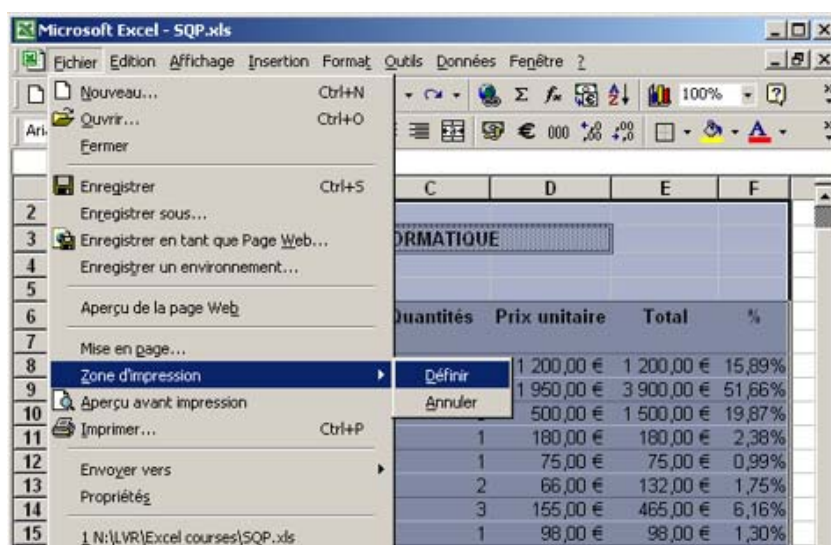 Microsoft Excel - SQP.xls
Fichier Edition Affichage Insertion Format Outils Données Fenêtre ?
Nouveau... Ctrl+N
100%
Ouvrir... Ctrl+O
Ari
€ 000
Fermer
Enregistrer Ctrl+S
C D E F
Enregistrer sous...
2
Enregistrer en tant que Page Web...
3 ORMATIQUE
Enregistrer un environnement...
4
5
Aperçu de la page Web
6 Quantités Prix unitaire Total %
7
Mise en page...
8 1 200,00 € 1 200,00 € 15,89%
Zone d'impression Définir
9 1 950,00 € 3 900,00 € 51,66%
Aperçu avant impression Annuler
10 500,00 € 1 500,00 € 19,87%
Imprimer... Ctrl+P
11 1 180,00 € 180,00 € 2,38%
12 1 75,00 € 75,00 € 0,99%
Envoyer vers
13 2 66,00 € 132,00 € 1,75%
Propriétés
14 3 155,00 € 465,00 € 6,16%
15 1 98,00 € 98,00 € 1,30%
1 N:\LVR\Excel courses\SQP.xls